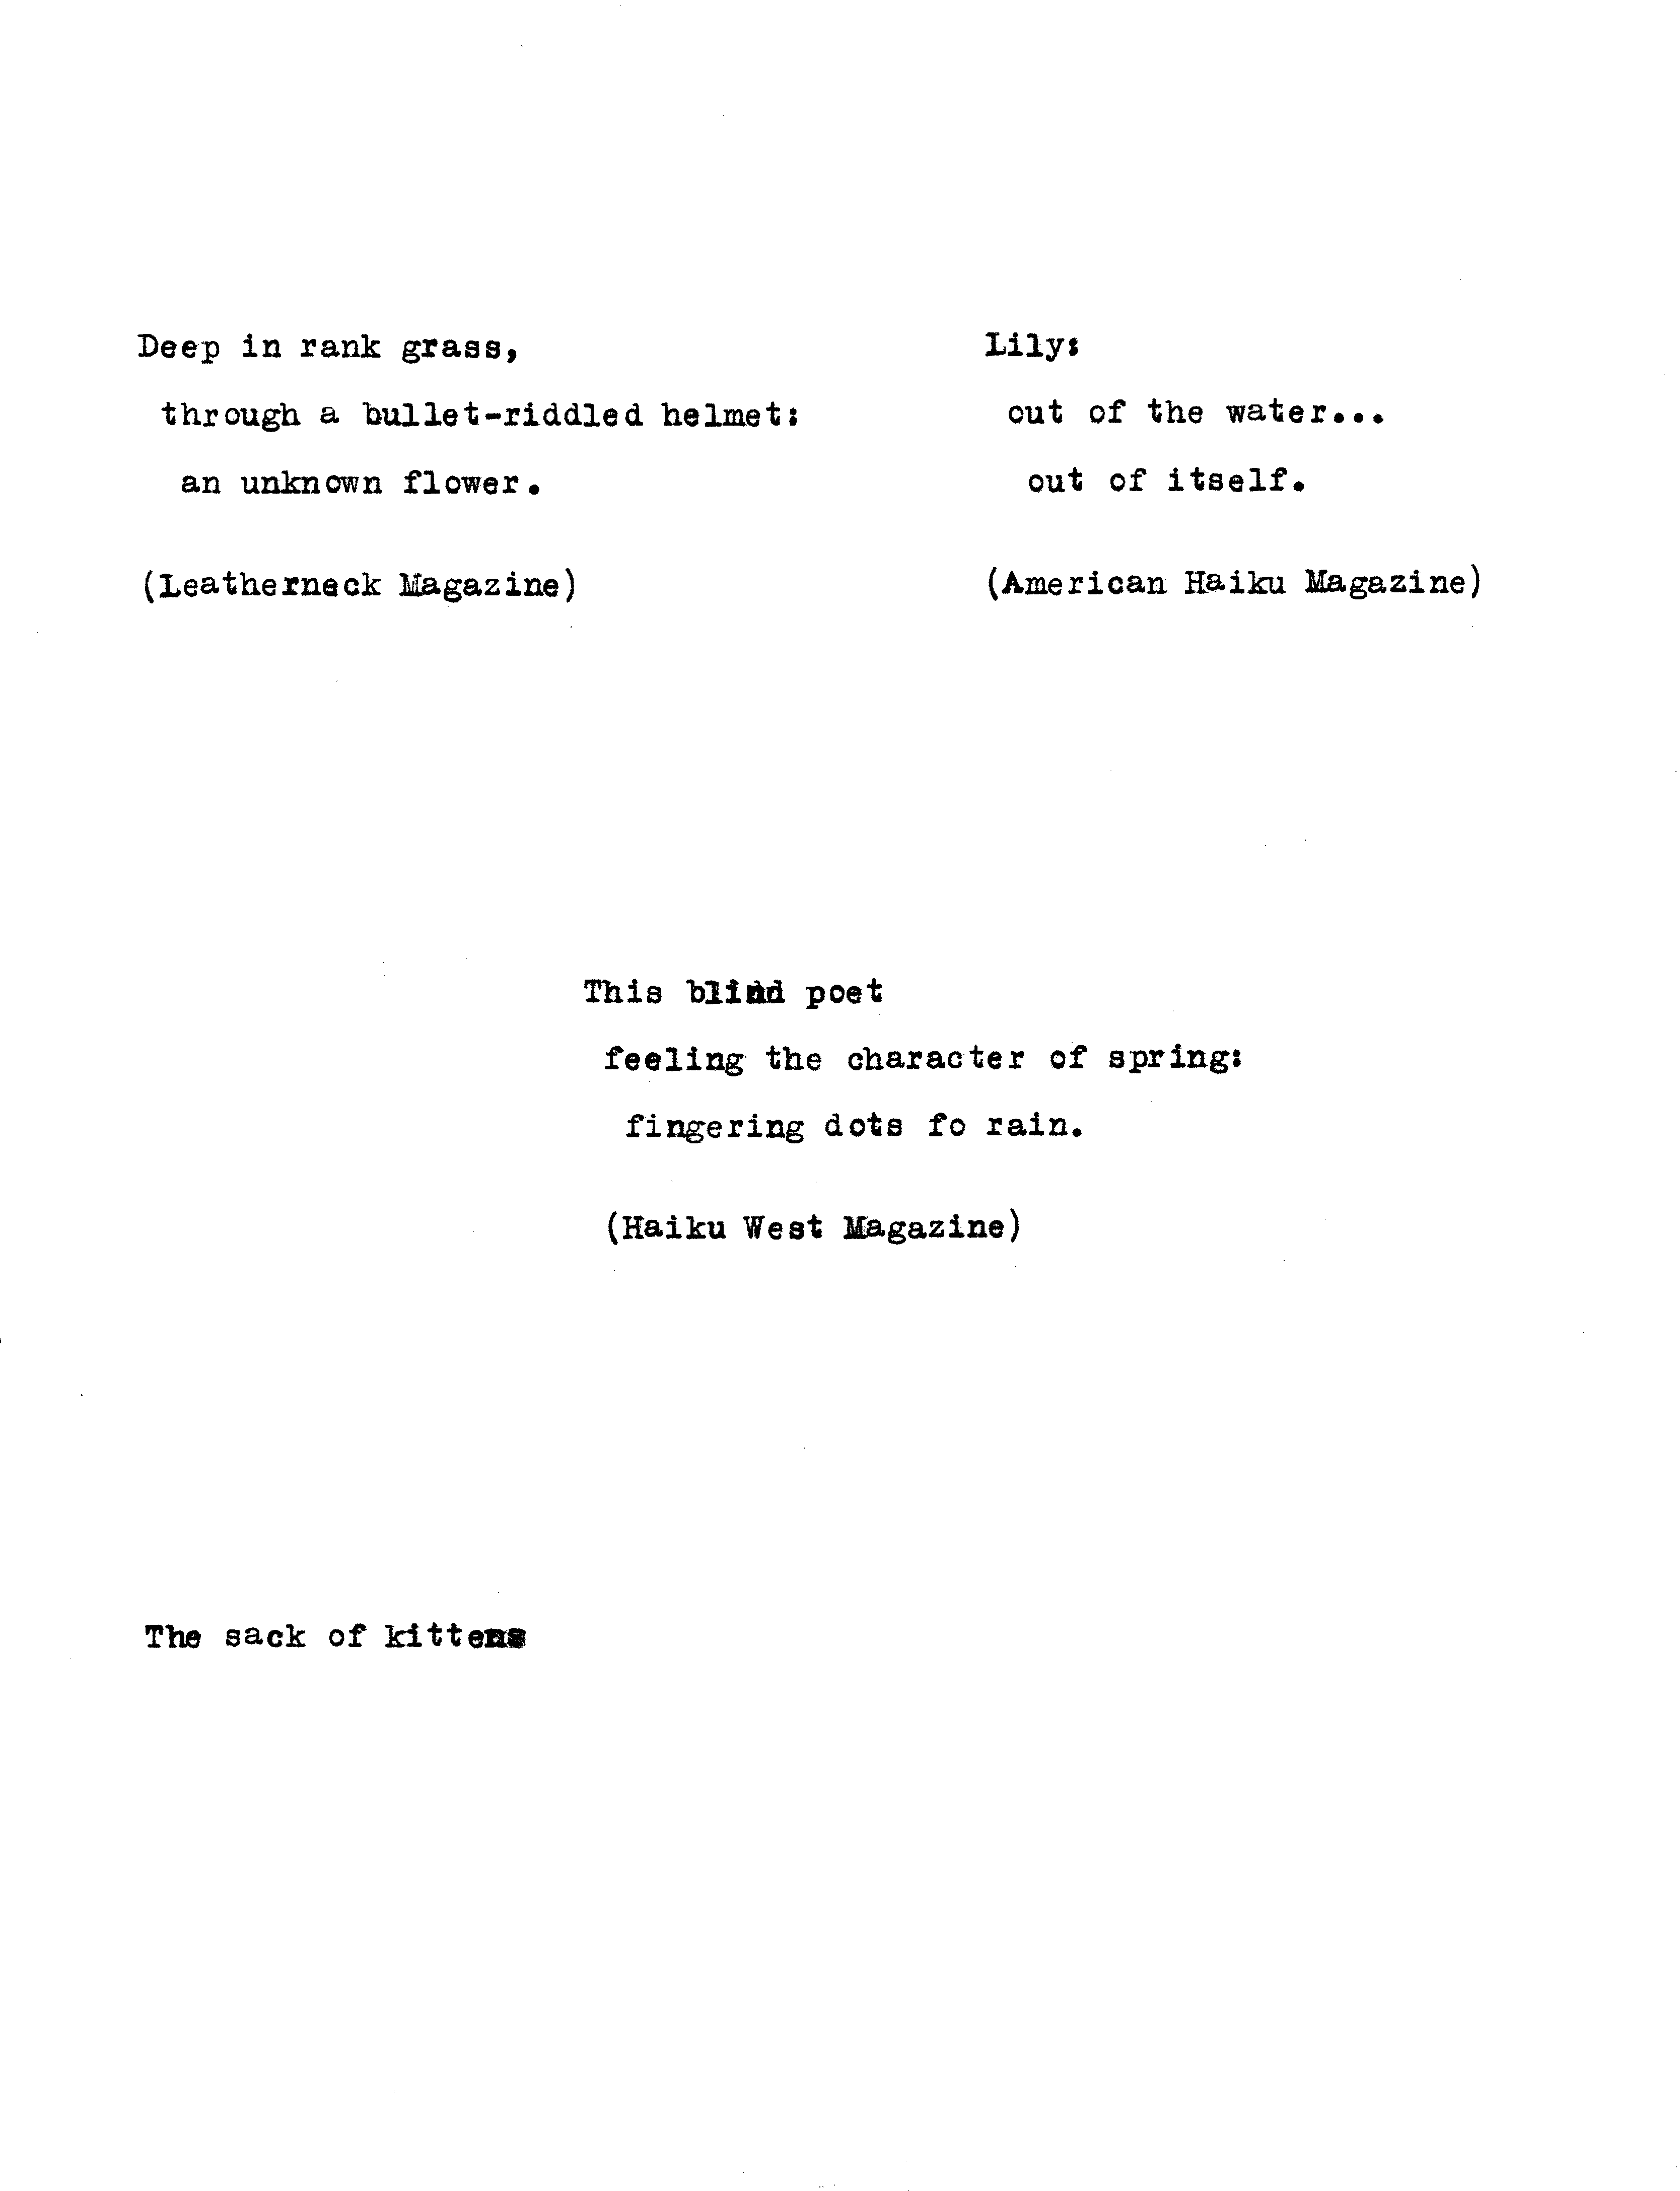 Deep in rank grass,
through a bullet-riddled helmet:
an unknown flower.
(Leatherneck Magazine)
Lily:
out of the water...
out of itself.
(American Haiku Magazine)
This blind poet
feeling the character of spring:
fingering dots fo rain.
(Haiku West Magazine)
The sack of kittens